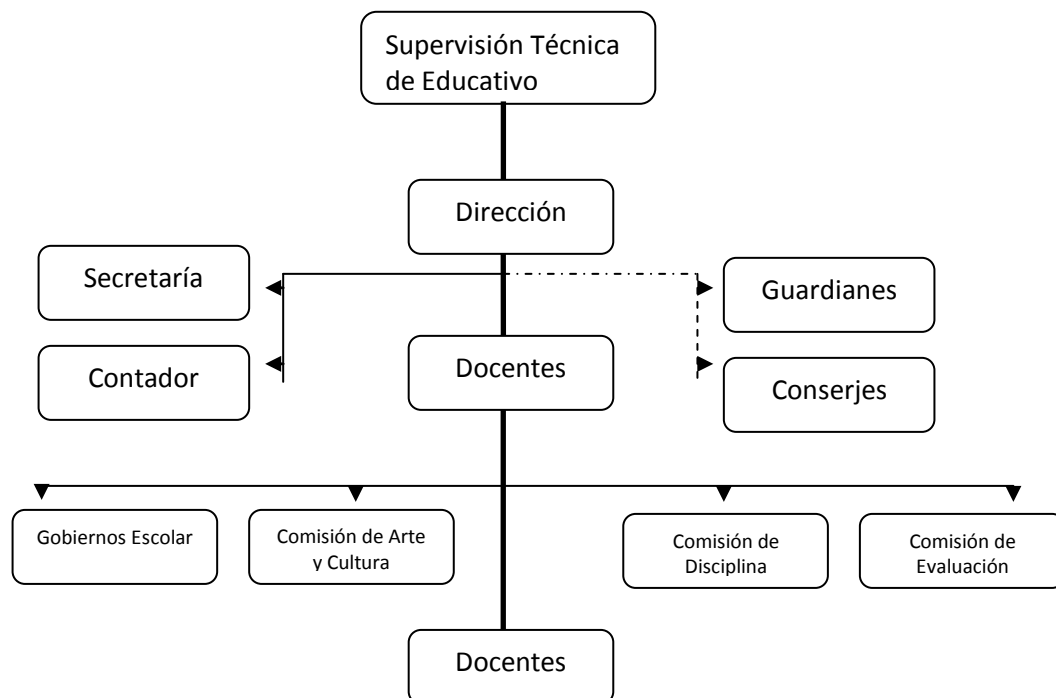 Supervisión Técnica
de Educativo
Dirección
Secretaría
Guardianes
Contador
Docentes
Conserjes
Gobiernos Escolar
Comisión de Arte
y Cultura
Comisión de
Disciplina
Comisión de
Evaluación
Docentes